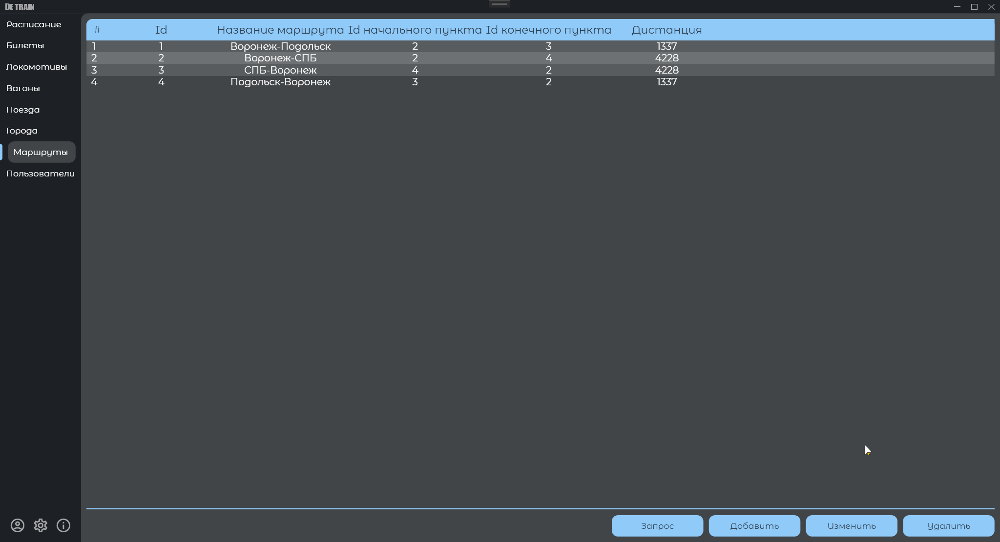 DE TRAIN
Расписание
Билеты
Локомотивы
Вагоны
Поезда
Города
Маршруты
Пользователи
# Id Название маршрута Id начального пункта Id конечного пункта Дистанция
1 1 Воронеж-Подольск 2 3 1337
2 2 Воронеж-СПБ 2 4 4228
3 3 СПБ-Воронеж 4 2 4228
4 4 Подольск-Воронеж 3 2 1337
Запрос Добавить Изменить Удалить